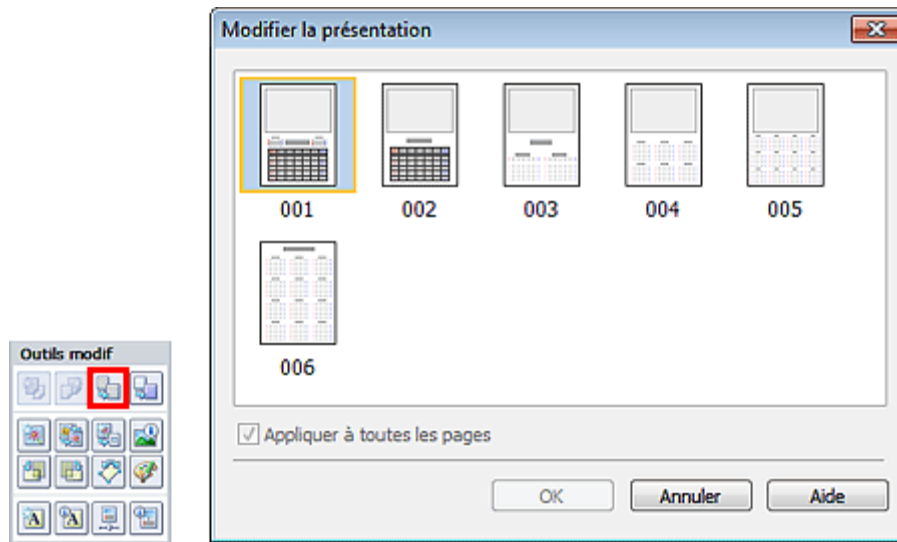 Modifier la présentation
001 002 003 004 005
006
Appliquer à toutes les pages
OK Annuler Aide
Outils modif